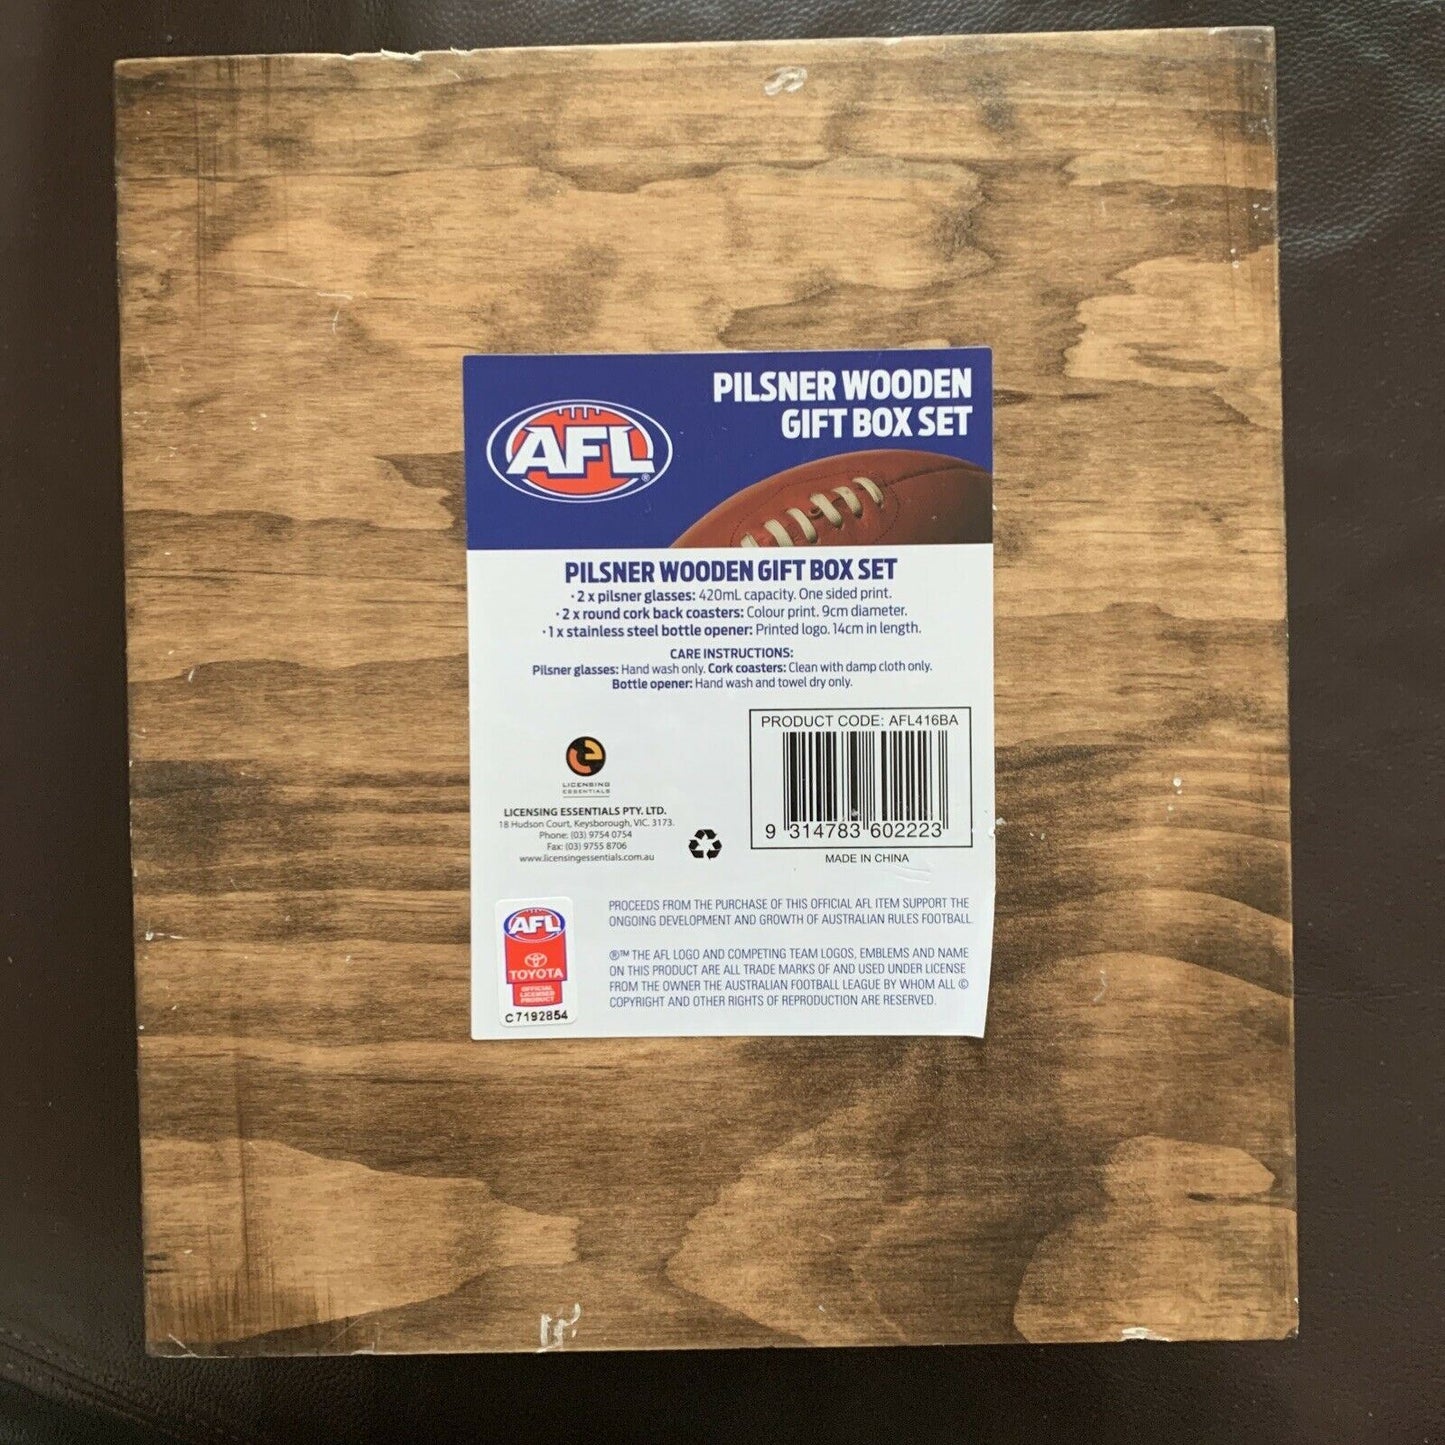 AFL
®
PILSNER WOODEN
GIFT BOX SET
PILSNER WOODEN GIFT BOX SET
• 2 x pilsner glasses: 420mL capacity. One sided print.
• 2 x round cork back coasters: Colour print. 9cm diameter.
• 1 x stainless steel bottle opener: Printed logo. 14cm in length.
CARE INSTRUCTIONS:
Pilsner glasses: Hand wash only. Cork coasters: Clean with damp cloth only.
Bottle opener: Hand wash and towel dry only.
e
LICENSING
ESSENTIALS
LICENSING ESSENTIALS PTY. LTD.
18 Hudson Court, Keysborough, VIC. 3173.
Phone: (03) 9754 0754
Fax: (03) 9755 8706
www.licensingessentials.com.au
PRODUCT CODE: AFL416BA
9 314783 602223
MADE IN CHINA
AFL
TOYOTA
OFFICIAL
LICENSED
PRODUCT
C7192854
PROCEEDS FROM THE PURCHASE OF THIS OFFICIAL AFL ITEM SUPPORT THE
ONGOING DEVELOPMENT AND GROWTH OF AUSTRALIAN RULES FOOTBALL.
®™ THE AFL LOGO AND COMPETING TEAM LOGOS, EMBLEMS AND NAME
ON THIS PRODUCT ARE ALL TRADE MARKS OF AND USED UNDER LICENSE
FROM THE OWNER THE AUSTRALIAN FOOTBALL LEAGUE BY WHOM ALL ©
COPYRIGHT AND OTHER RIGHTS OF REPRODUCTION ARE RESERVED.